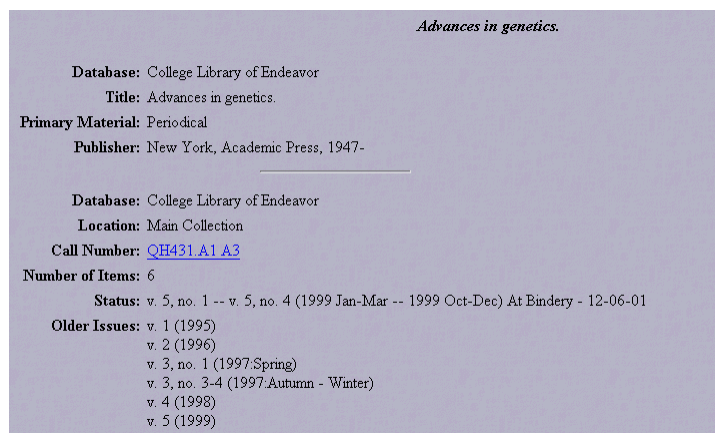 Advances in genetics.
Database: College Library of Endeavor
Title: Advances in genetics.
Primary Material: Periodical
Publisher: New York, Academic Press, 1947-
Database: College Library of Endeavor
Location: Main Collection
Call Number: QH431.A1 A3
Number of Items: 6
Status: v. 5, no. 1 -- v. 5, no. 4 (1999 Jan-Mar -- 1999 Oct-Dec) At Bindery - 12-06-01
Older Issues: v. 1 (1995)
v. 2 (1996)
v. 3, no. 1 (1997:Spring)
v. 3, no. 3-4 (1997:Autumn - Winter)
v. 4 (1998)
v. 5 (1999)